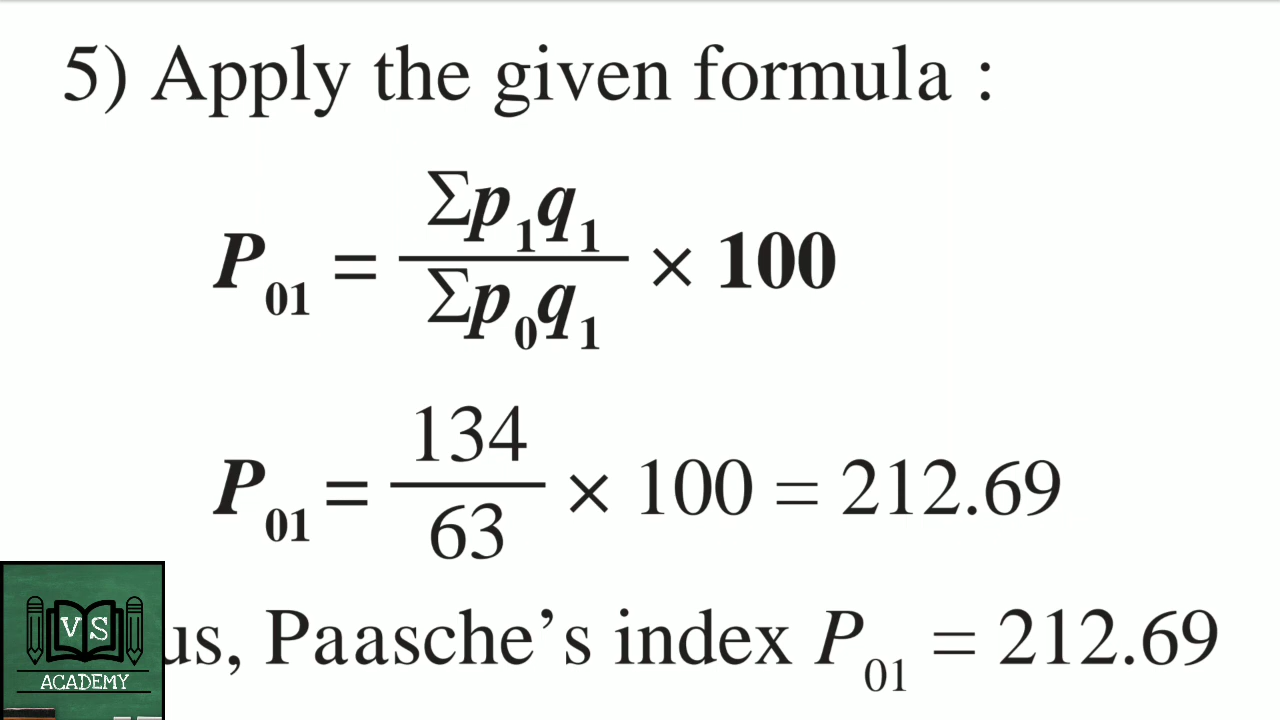 5) Apply the given formula :
P₀₁ = Σp₁q₁ / Σp₀q₁ × 100
P₀₁ = 134 / 63 × 100 = 212.69
us, Paasche’s index P₀₁ = 212.69
VS
ACADEMY